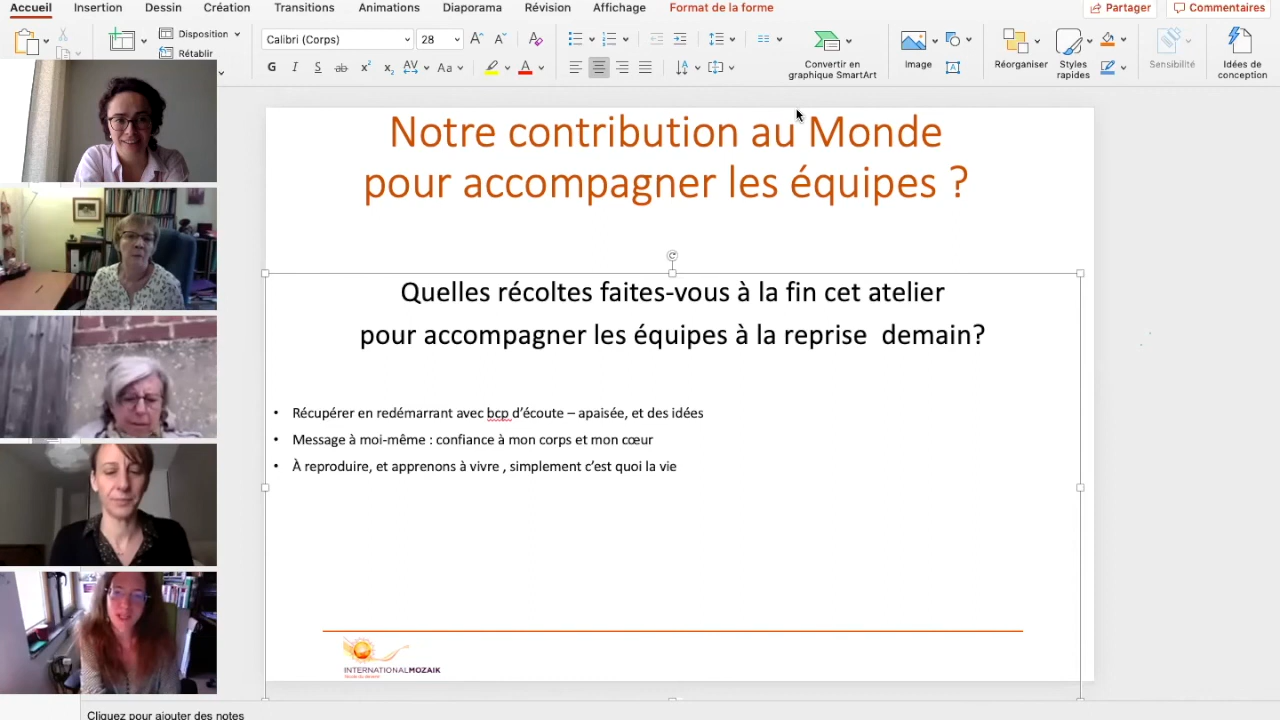 Accueil Insertion Dessin Création Transitions Animations Diaporama Révision Affichage Format de la forme Partager Commentaires
Disposition
Rétablir
Calibri (Corps) 28
Convertir en
graphique SmartArt
Image
Réorganiser
Styles
rapides
Sensibilité
Idées de
conception
Notre contribution au Monde
pour accompagner les équipes ?
Quelles récoltes faites-vous à la fin cet atelier
pour accompagner les équipes à la reprise demain?
• Récupérer en redémarrant avec bcp d’écoute – apaisée, et des idées
• Message à moi-même : confiance à mon corps et mon cœur
• À reproduire, et apprenons à vivre , simplement c’est quoi la vie
INTERNATIONALMOZAIK
Cliquez pour ajouter des notes